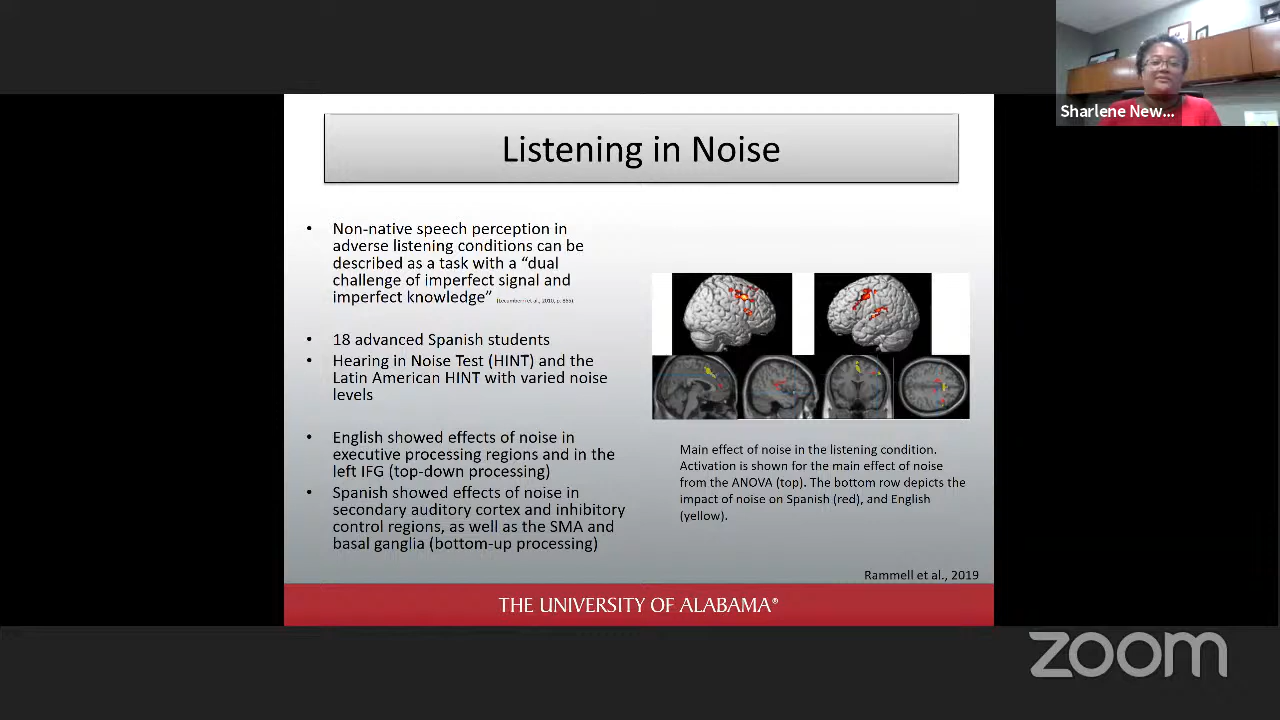 Sharlene New...
Listening in Noise
• Non-native speech perception in
adverse listening conditions can be
described as a task with a “dual
challenge of imperfect signal and
imperfect knowledge” (Lecumberri et al., 2010, p. 865)
• 18 advanced Spanish students
• Hearing in Noise Test (HINT) and the
Latin American HINT with varied noise
levels
• English showed effects of noise in
executive processing regions and in the
left IFG (top-down processing)
• Spanish showed effects of noise in
secondary auditory cortex and inhibitory
control regions, as well as the SMA and
basal ganglia (bottom-up processing)
Main effect of noise in the listening condition.
Activation is shown for the main effect of noise
from the ANOVA (top). The bottom row depicts the
impact of noise on Spanish (red), and English
(yellow).
Rammell et al., 2019
THE UNIVERSITY OF ALABAMA®
zoom